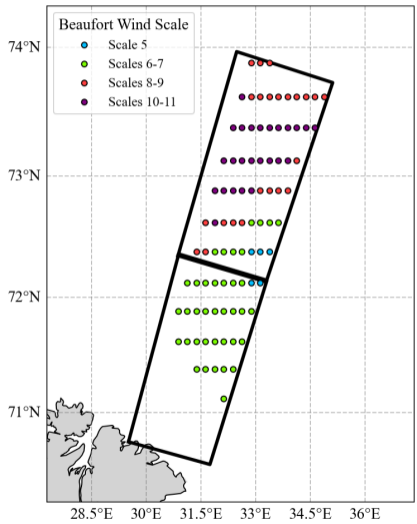 Beaufort Wind Scale
Scale 5
Scales 6-7
Scales 8-9
Scales 10-11
74°N
73°N
72°N
71°N
28.5°E 30°E 31.5°E 33°E 34.5°E 36°E